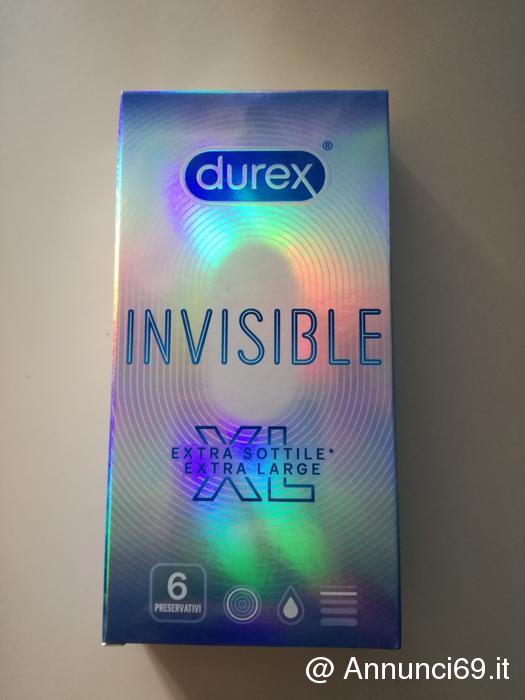 durex®
INVISIBLE
XL
EXTRA SOTTILE*
EXTRA LARGE
6
PRESERVATIVI
@ Annunci69.it